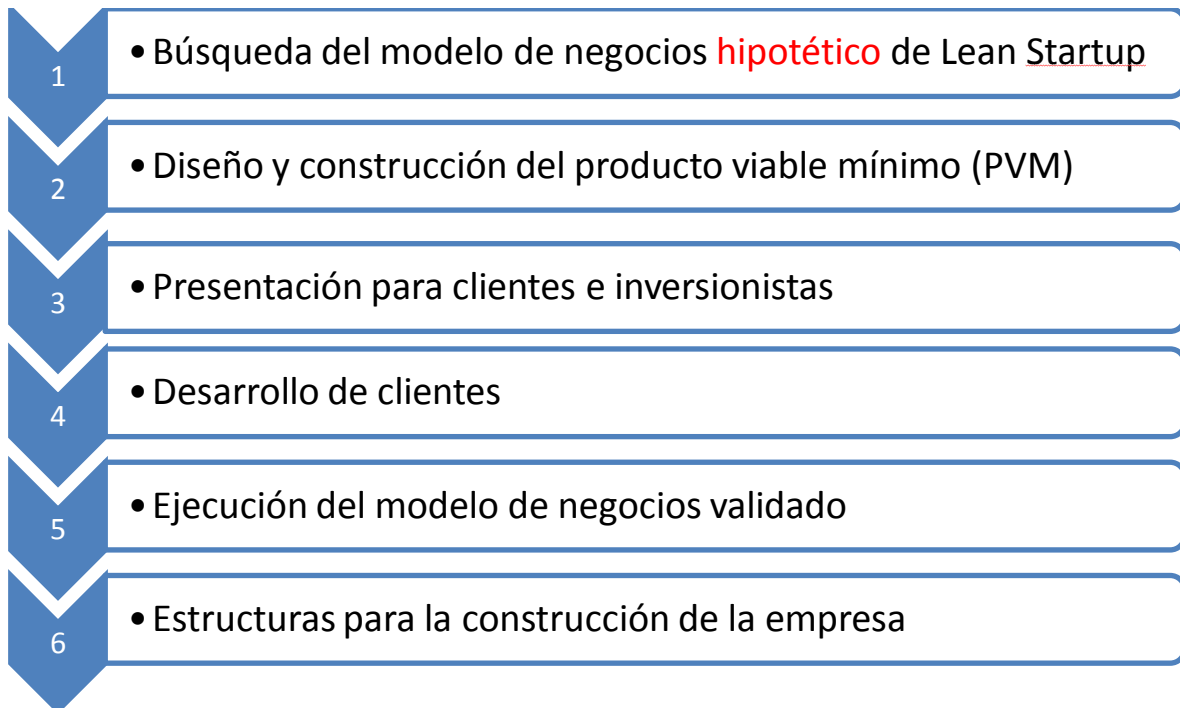 1
• Búsqueda del modelo de negocios hipotético de Lean Startup
2
• Diseño y construcción del producto viable mínimo (PVM)
3
• Presentación para clientes e inversionistas
4
• Desarrollo de clientes
5
• Ejecución del modelo de negocios validado
6
• Estructuras para la construcción de la empresa